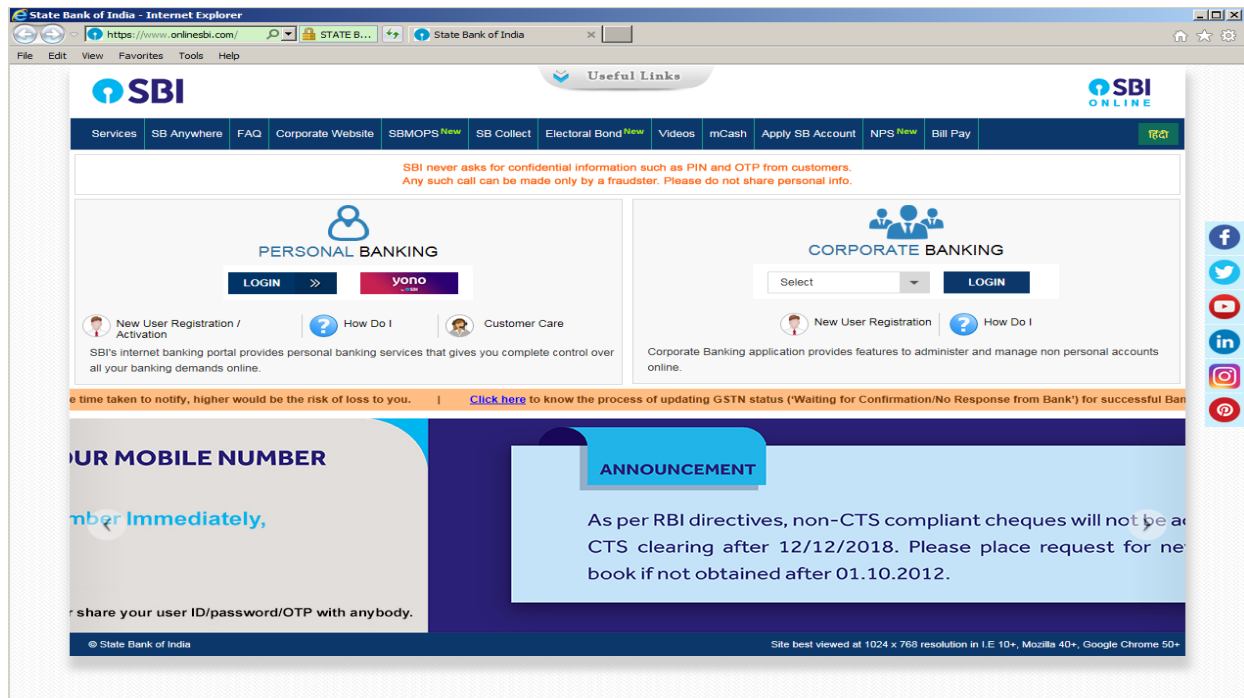 State Bank of India - Internet Explorer
https://www.onlinesbi.com/ STATE B... State Bank of India
File Edit View Favorites Tools Help
Useful Links
SBI
SBI
ONLINE
Services SB Anywhere FAQ Corporate Website SBMOPS New SB Collect Electoral Bond New Videos mCash Apply SB Account NPS New Bill Pay हिंदी
SBI never asks for confidential information such as PIN and OTP from customers.
Any such call can be made only by a fraudster. Please do not share personal info.
PERSONAL BANKING
LOGIN » yono
SBI
New User Registration /
Activation
How Do I
Customer Care
SBI's internet banking portal provides personal banking services that gives you complete control over
all your banking demands online.
CORPORATE BANKING
Select LOGIN
New User Registration How Do I
Corporate Banking application provides features to administer and manage non personal accounts
online.
e time taken to notify, higher would be the risk of loss to you. | Click here to know the process of updating GSTN status ('Waiting for Confirmation/No Response from Bank') for successful Ban
OUR MOBILE NUMBER
mber Immediately,
share your user ID/password/OTP with anybody.
ANNOUNCEMENT
As per RBI directives, non-CTS compliant cheques will not be ac
CTS clearing after 12/12/2018. Please place request for ne
book if not obtained after 01.10.2012.
© State Bank of India
Site best viewed at 1024 x 768 resolution in I.E 10+, Mozilla 40+, Google Chrome 50+